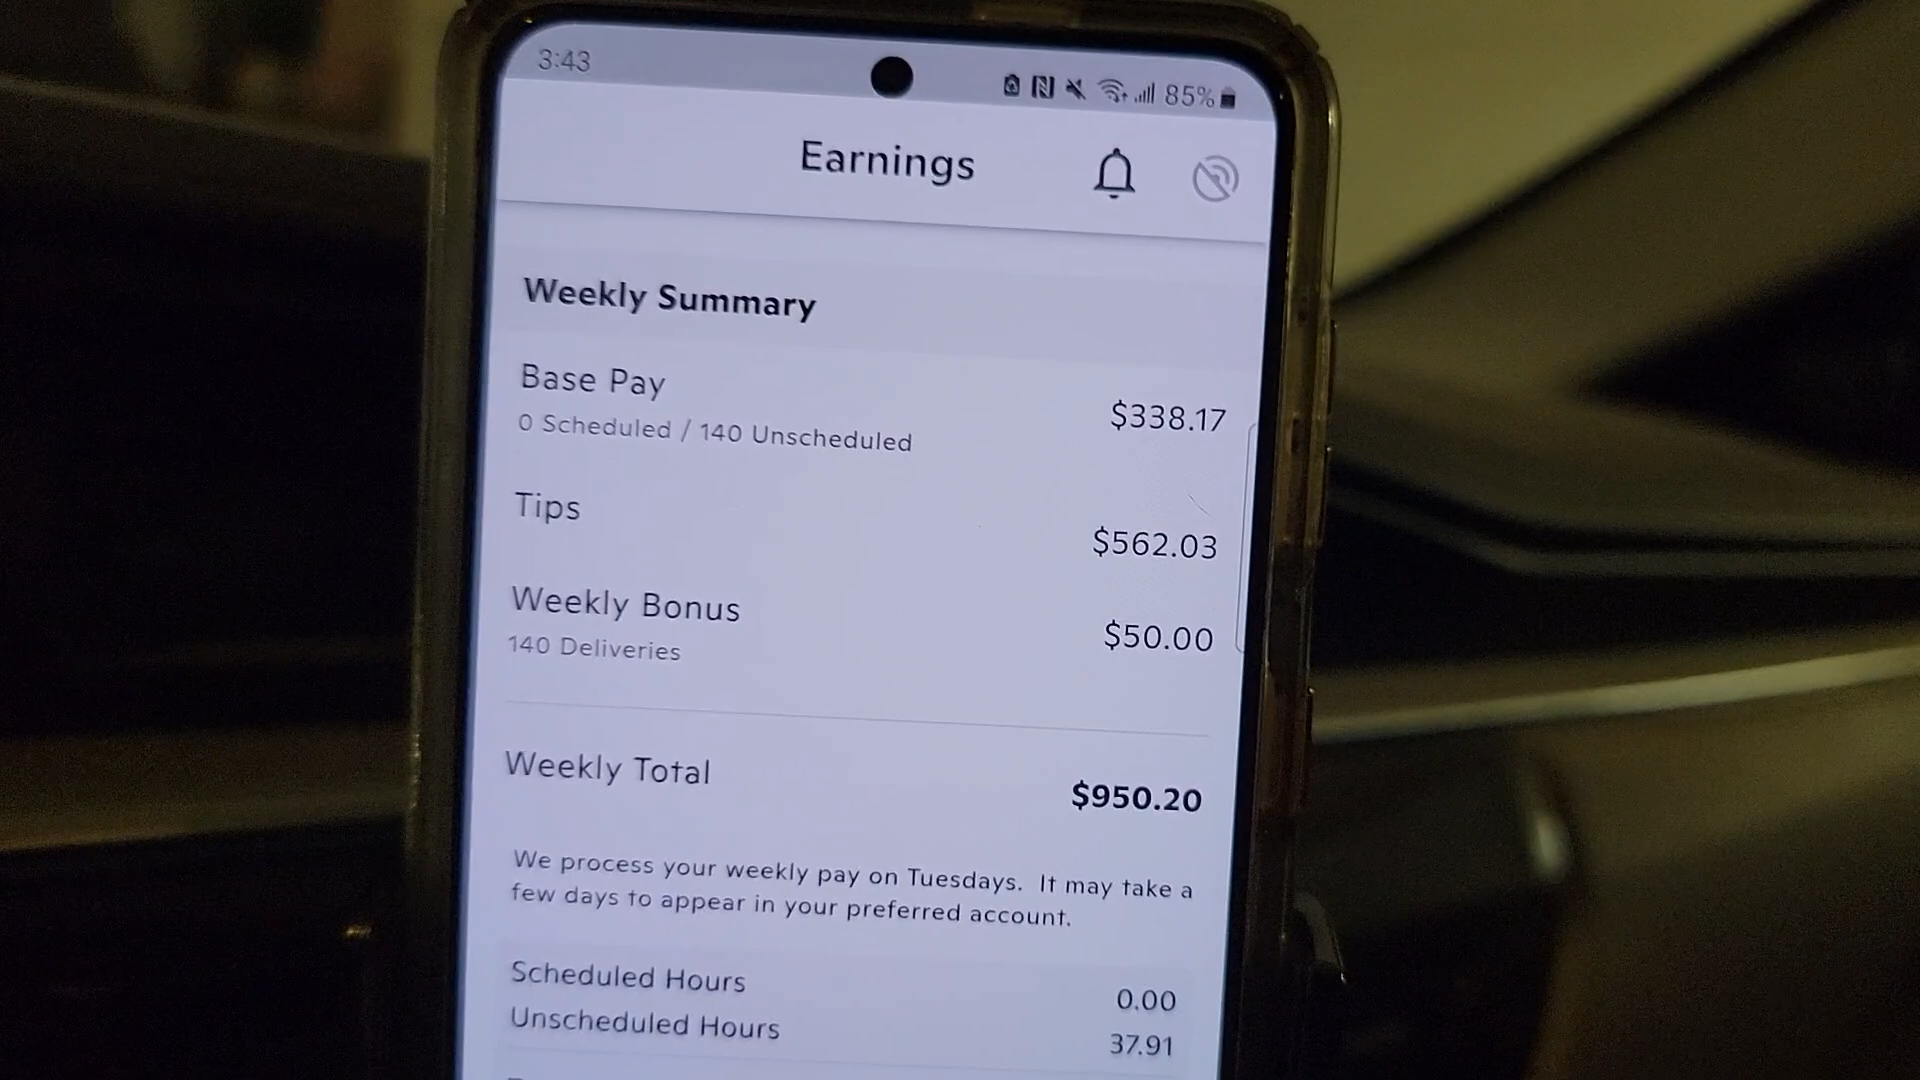 3:43
85%
Earnings
Weekly Summary
Base Pay
$338.17
0 Scheduled / 140 Unscheduled
Tips
$562.03
Weekly Bonus
$50.00
140 Deliveries
Weekly Total
$950.20
We process your weekly pay on Tuesdays. It may take a
few days to appear in your preferred account.
Scheduled Hours
0.00
Unscheduled Hours
37.91